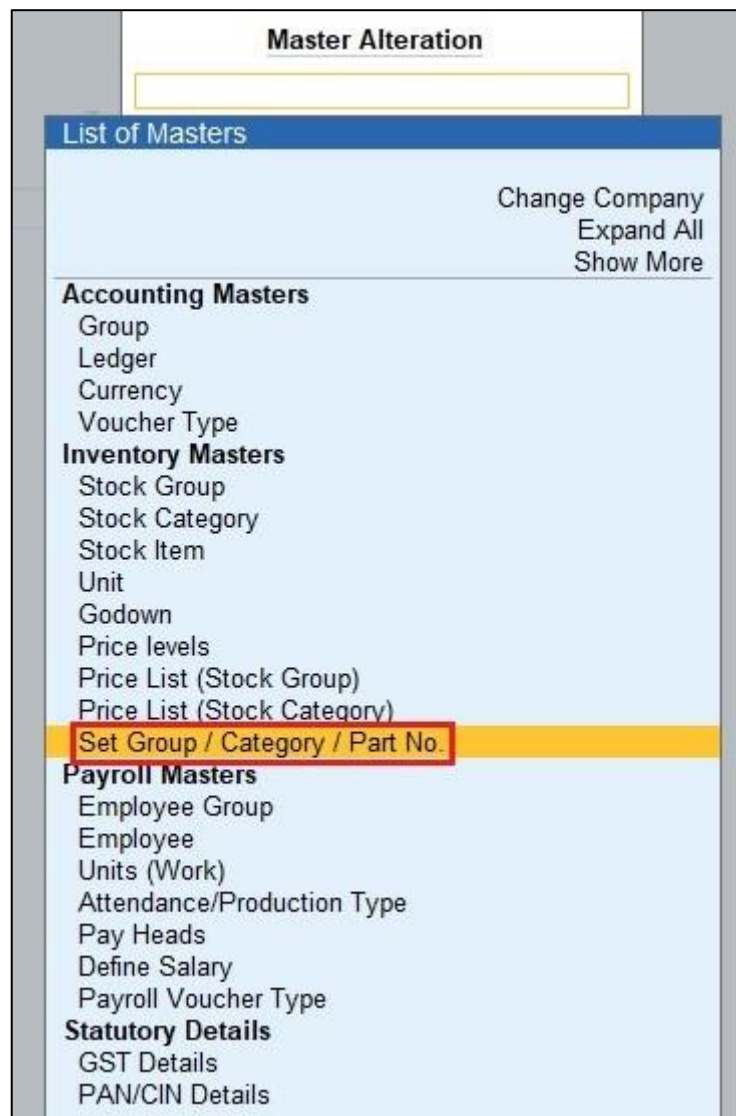 Master Alteration
List of Masters
Change Company
Expand All
Show More
Accounting Masters
Group
Ledger
Currency
Voucher Type
Inventory Masters
Stock Group
Stock Category
Stock Item
Unit
Godown
Price levels
Price List (Stock Group)
Price List (Stock Category)
Set Group / Category / Part No.
Payroll Masters
Employee Group
Employee
Units (Work)
Attendance/Production Type
Pay Heads
Define Salary
Payroll Voucher Type
Statutory Details
GST Details
PAN/CIN Details